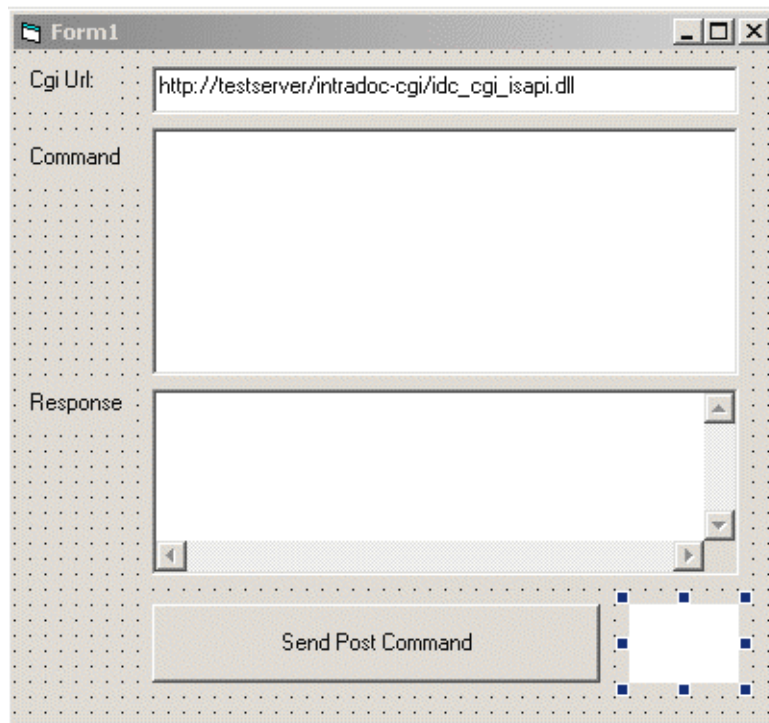 Form1
Cgi Url:
http://testserver/intradoc-cgi/idc_cgi_isapi.dll
Command
Response
Send Post Command